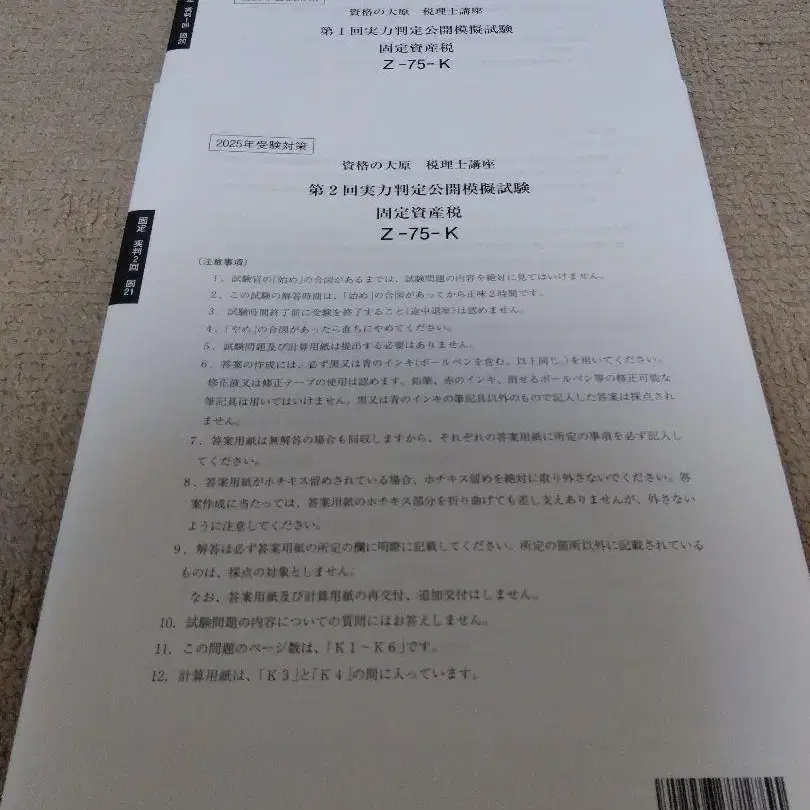 資格の大原 税理士講座
第1回実力判定公開模擬試験
固定資産税
Z-75-K
固定 実判1回 固20
2025年受験対策
資格の大原 税理士講座
第2回実力判定公開模擬試験
固定資産税
Z-75-K
固定 実判2回 固21
(注意事項)
1. 試験官の「始め」の合図があるまでは、試験問題の内容を絶対に見てはいけません。
2. この試験の解答時間は、「始め」の合図があってから正味2時間です。
3. 試験時間終了前に受験を終了すること(途中退席)は認めません。
4. 「やめ」の合図があったら直ちにやめてください。
5. 試験問題及び計算用紙は提出する必要はありません。
6. 答案の作成には、必ず黒又は青のインキ(ボールペンを含む。以下同じ。)を用いてください。
修正液又は修正テープの使用は認めます。鉛筆、赤のインキ、消せるボールペン等の修正可能な
筆記具は用いてはいけません。黒又は青のインキの筆記具以外のもので記入した答案は採点され
ません。
7. 答案用紙は無解答の場合も回収しますから、それぞれの答案用紙に所定の事項を必ず記入し
てください。
8. 答案用紙がホチキス留めされている場合、ホチキス留めを絶対に取り外さないでください。答
案作成に当たっては、答案用紙のホチキス部分を折り曲げても差し支えありませんが、外さない
ように注意してください。
9. 解答は必ず答案用紙の所定の欄に明瞭に記載してください。所定の箇所以外に記載されている
ものは、採点の対象としません。
なお、答案用紙及び計算用紙の再交付、追加交付はしません。
10. 試験問題の内容についての質問にはお答えしません。
11. この問題のページ数は、「K1～K6」です。
12. 計算用紙は、「K3」と「K4」の間に入っています。